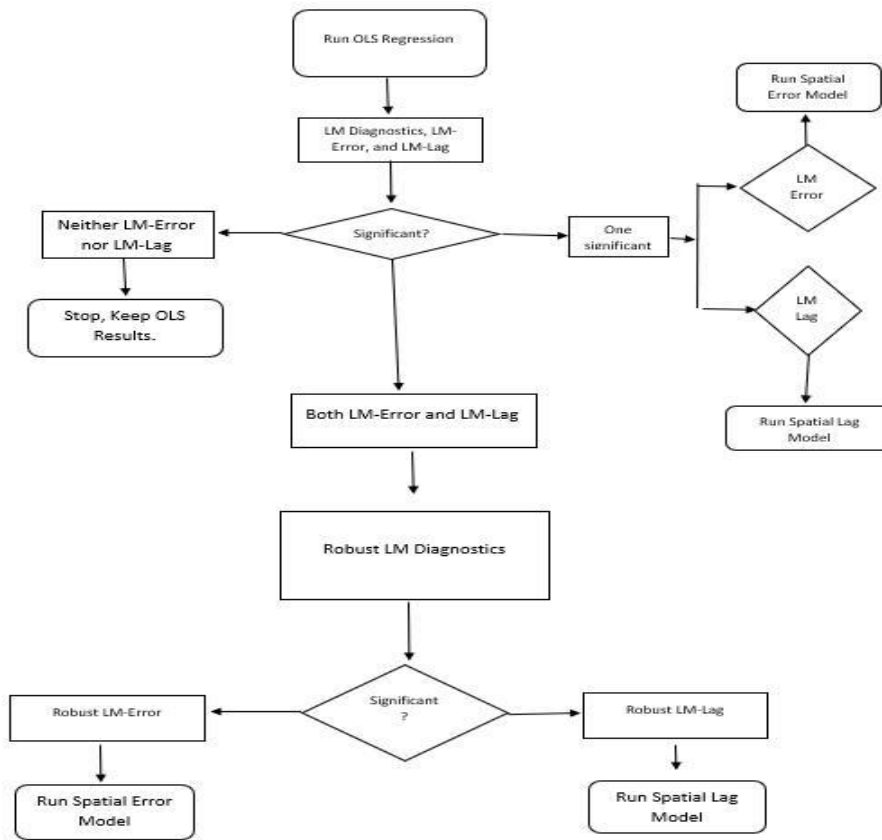 Run OLS Regression
Run Spatial
Error Model
LM Diagnostics, LM-
Error, and LM-Lag
LM
Error
Neither LM-Error
nor LM-Lag
Significant?
One
significant
Stop, Keep OLS
Results.
LM
Lag
Both LM-Error and LM-Lag
Run Spatial Lag
Model
Robust LM Diagnostics
Significant
?
Robust LM-Error
Robust LM-Lag
Run Spatial Error
Model
Run Spatial Lag
Model